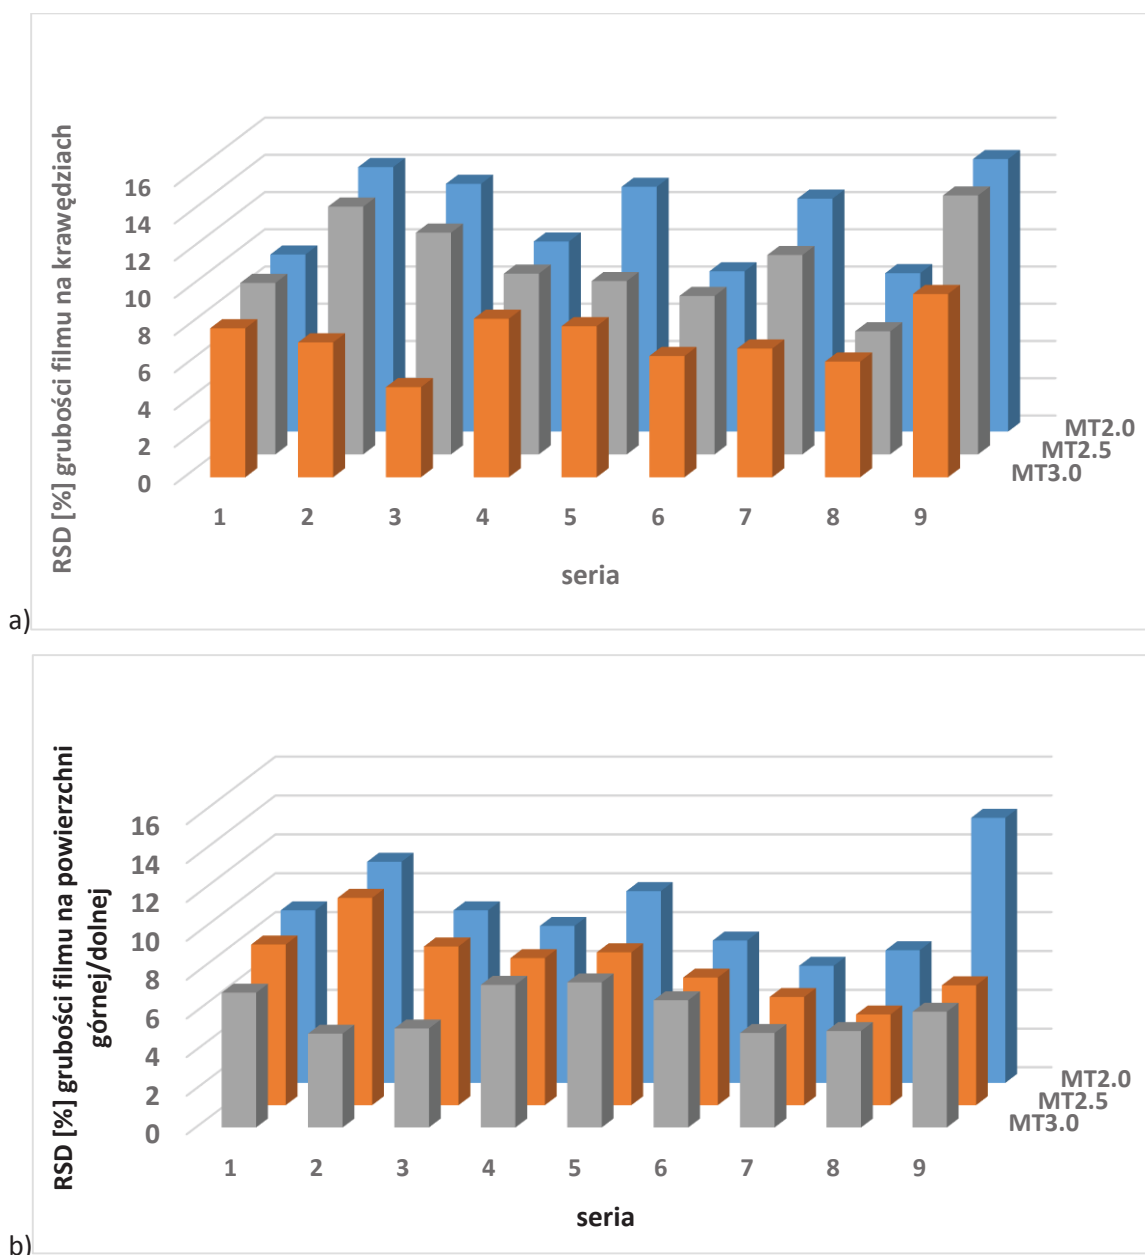 RSD [%] grubości filmu na krawędziach
16
14
12
10
8
6
4
2
0
MT2.0
MT2.5
MT3.0
1 2 3 4 5 6 7 8 9
seria
a)
RSD [%] grubości filmu na powierzchni
górnej/dolnej
16
14
12
10
8
6
4
2
0
MT2.0
MT2.5
MT3.0
1 2 3 4 5 6 7 8 9
seria
b)